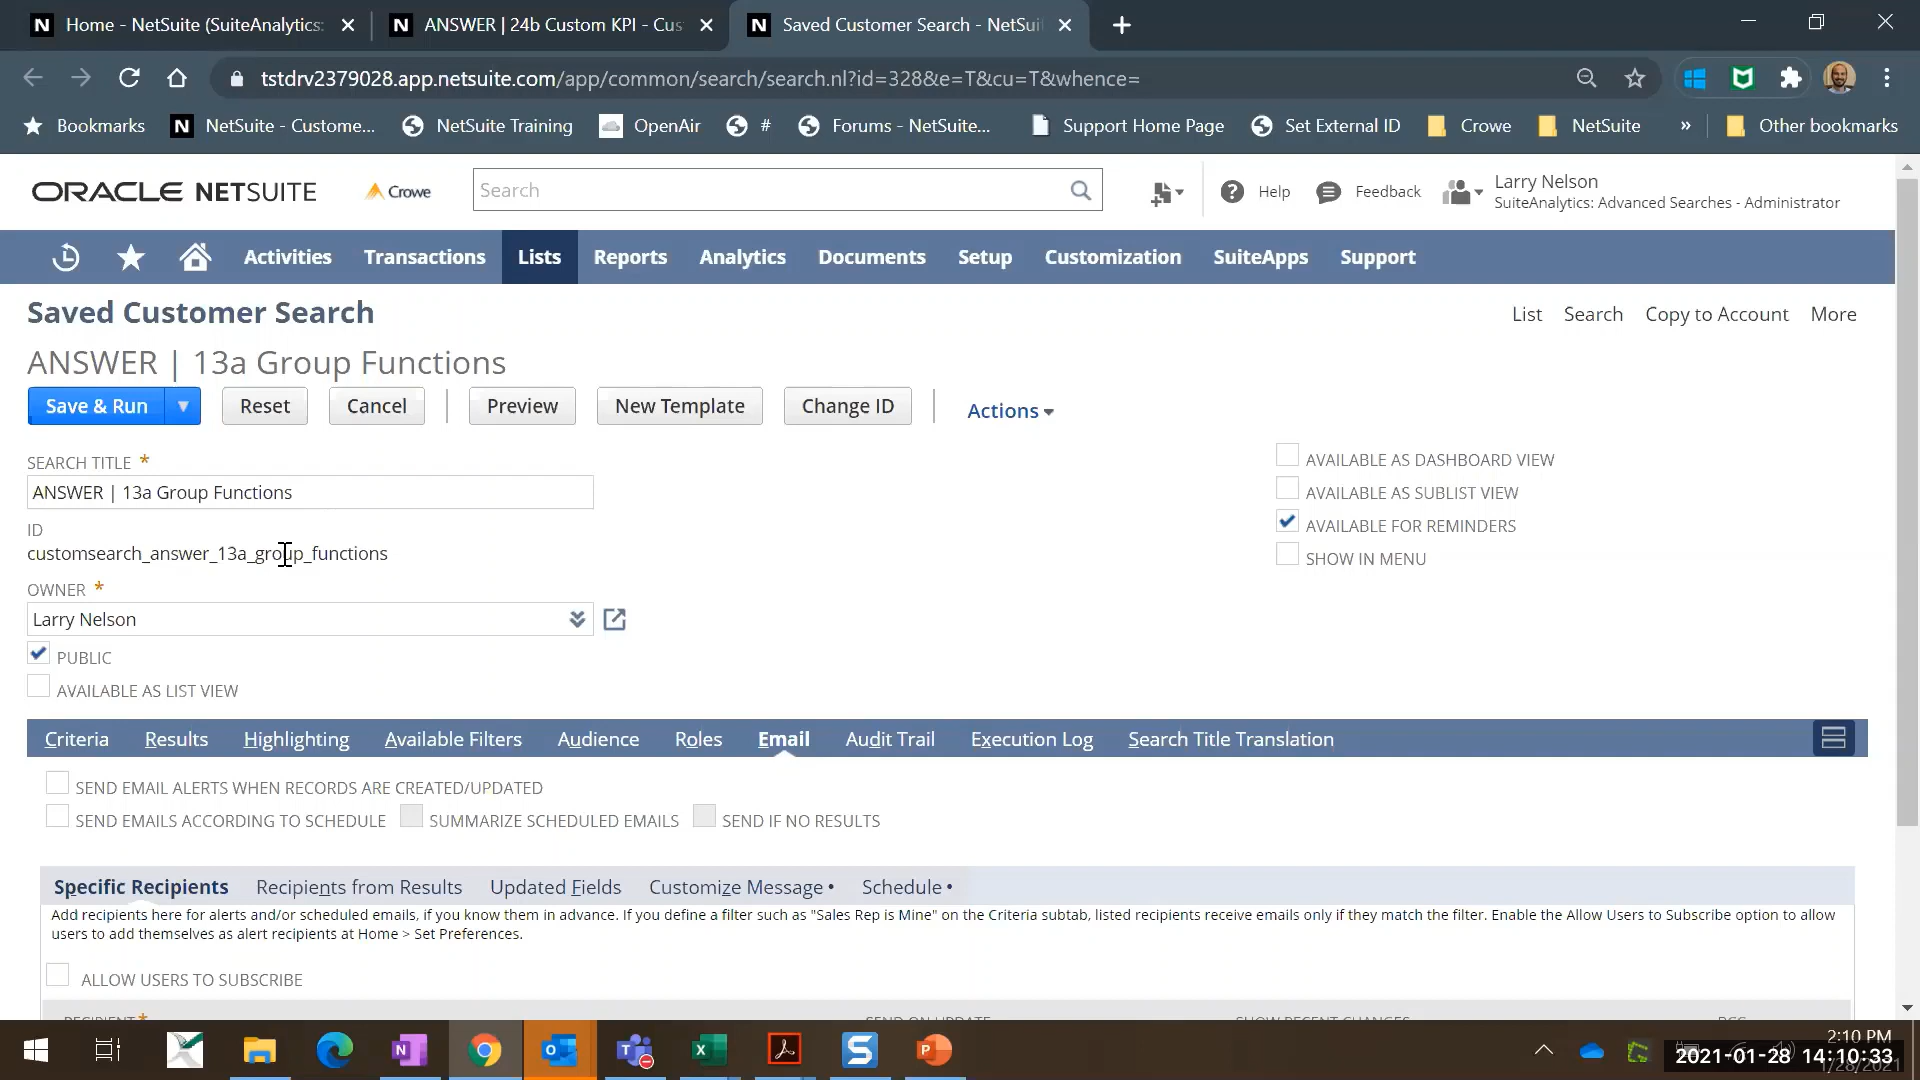 Home - NetSuite (SuiteAnalytics:
ANSWER | 24b Custom KPI - Cus
Saved Customer Search - NetSui
tstdrv2379028.app.netsuite.com/app/common/search/search.nl?id=328&e=T&cu=T&whence=
Bookmarks
NetSuite - Custome...
NetSuite Training
OpenAir
#
Forums - NetSuite...
Support Home Page
Set External ID
Crowe
NetSuite
»
Other bookmarks
ORACLE NETSUITE
Crowe
Search
Help
Feedback
Larry Nelson
SuiteAnalytics: Advanced Searches - Administrator
Activities
Transactions
Lists
Reports
Analytics
Documents
Setup
Customization
SuiteApps
Support
Saved Customer Search
List
Search
Copy to Account
More
ANSWER | 13a Group Functions
Save & Run
Reset
Cancel
Preview
New Template
Change ID
Actions
SEARCH TITLE *
ANSWER | 13a Group Functions
ID
customsearch_answer_13a_group_functions
OWNER *
Larry Nelson
PUBLIC
AVAILABLE AS LIST VIEW
AVAILABLE AS DASHBOARD VIEW
AVAILABLE AS SUBLIST VIEW
AVAILABLE FOR REMINDERS
SHOW IN MENU
Criteria
Results
Highlighting
Available Filters
Audience
Roles
Email
Audit Trail
Execution Log
Search Title Translation
SEND EMAIL ALERTS WHEN RECORDS ARE CREATED/UPDATED
SEND EMAILS ACCORDING TO SCHEDULE
SUMMARIZE SCHEDULED EMAILS
SEND IF NO RESULTS
Specific Recipients
Recipients from Results
Updated Fields
Customize Message •
Schedule •
Add recipients here for alerts and/or scheduled emails, if you know them in advance. If you define a filter such as "Sales Rep is Mine" on the Criteria subtab, listed recipients receive emails only if they match the filter. Enable the Allow Users to Subscribe option to allow
users to add themselves as alert recipients at Home > Set Preferences.
ALLOW USERS TO SUBSCRIBE
RECIPIENT *
SEND ON UPDATE
SHOW RECENT CHANGES
BCC
2:10 PM
2021-01-28 14:10:33
1/28/2021